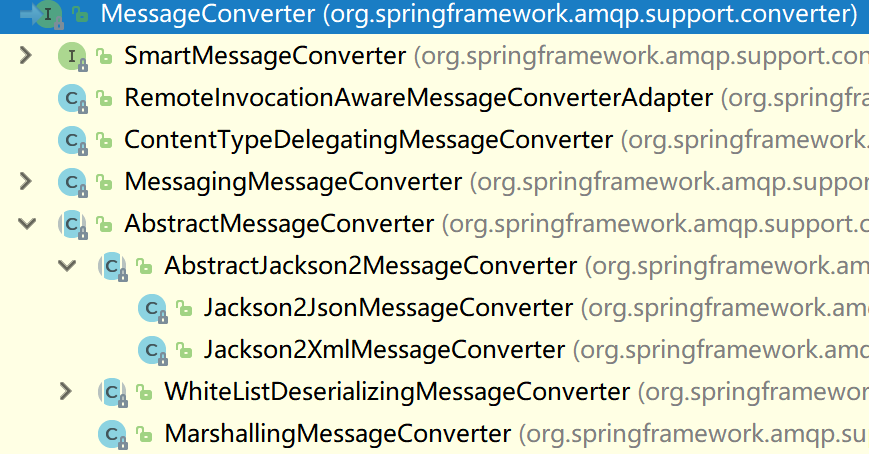 MessageConverter (org.springframework.amqp.support.converter)
SmartMessageConverter (org.springframework.amqp.support.con
RemoteInvocationAwareMessageConverterAdapter (org.springfra
ContentTypeDelegatingMessageConverter (org.springframework.
MessagingMessageConverter (org.springframework.amqp.suppor
AbstractMessageConverter (org.springframework.amqp.support.c
AbstractJackson2MessageConverter (org.springframework.am
Jackson2JsonMessageConverter (org.springframework.am
Jackson2XmlMessageConverter (org.springframework.amq
WhiteListDeserializingMessageConverter (org.springframewor
MarshallingMessageConverter (org.springframework.amqp.su